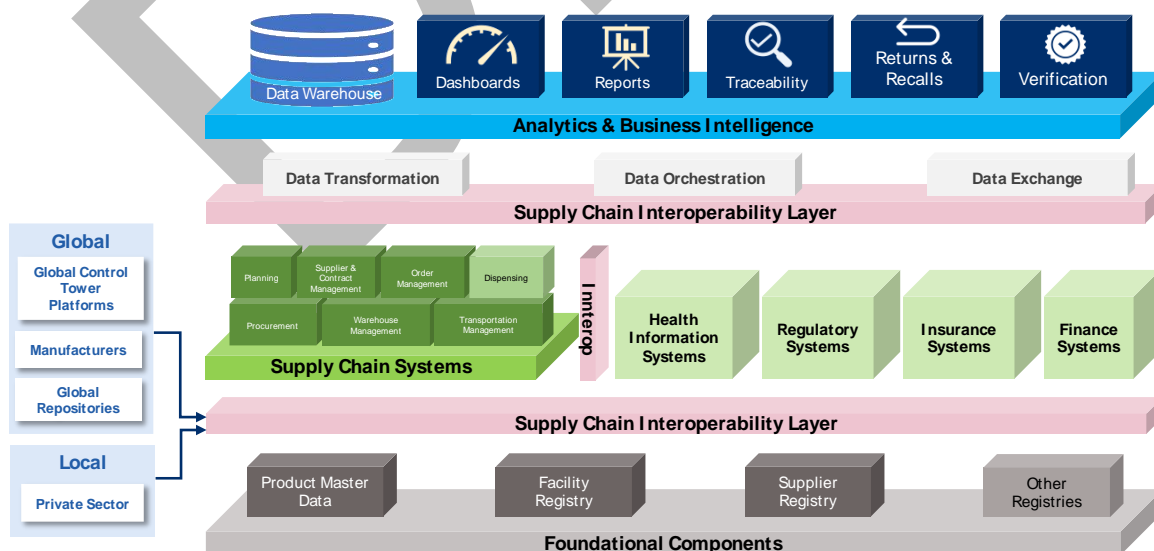 Data Warehouse
Dashboards
Reports
Traceability
Returns &
Recalls
Verification
Analytics & Business Intelligence
Data Transformation
Data Orchestration
Data Exchange
Supply Chain Interoperability Layer
Global
Global Control
Tower
Platforms
Manufacturers
Global
Repositories
Local
Private Sector
Planning
Supplier &
Contract
Management
Order
Management
Dispensing
Procurement
Warehouse
Management
Transportation
Management
Supply Chain Systems
Innterop
Health
Information
Systems
Regulatory
Systems
Insurance
Systems
Finance
Systems
Supply Chain Interoperability Layer
Product Master
Data
Facility
Registry
Supplier
Registry
Other
Registries
Foundational Components